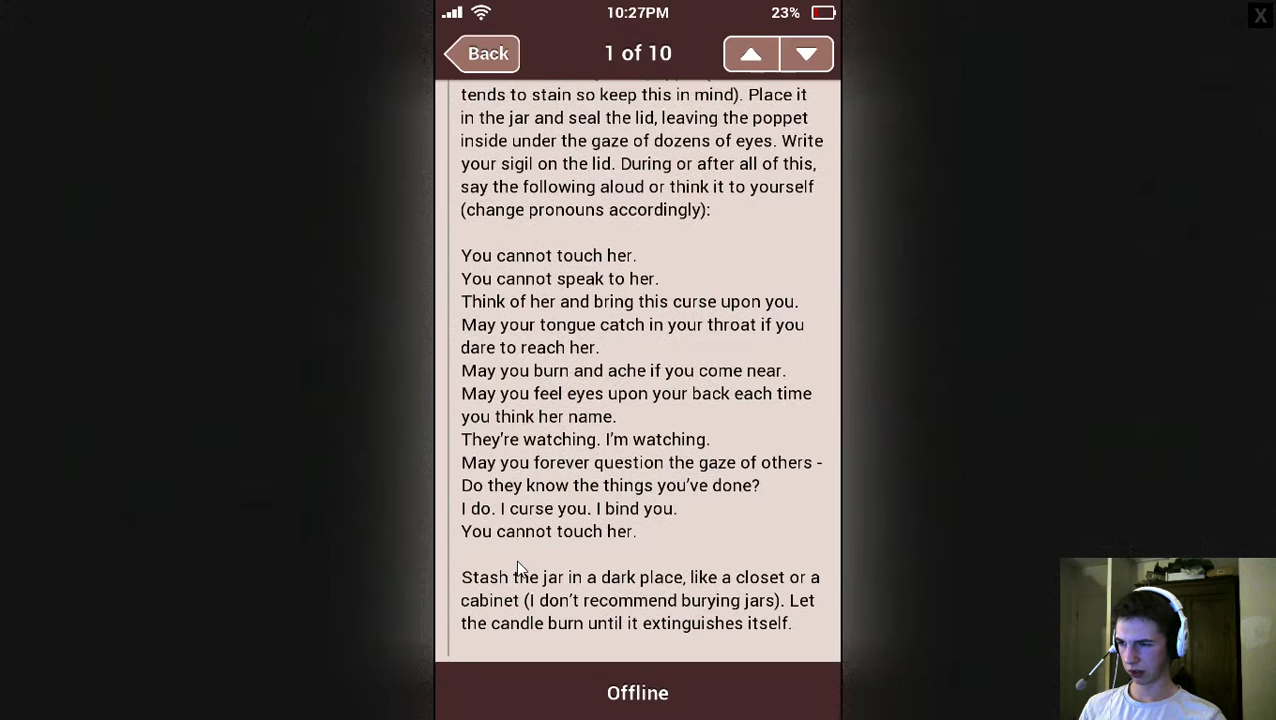 10:27PM
23%
X
Back
1 of 10
tends to stain so keep this in mind). Place it
in the jar and seal the lid, leaving the poppet
inside under the gaze of dozens of eyes. Write
your sigil on the lid. During or after all of this,
say the following aloud or think it to yourself
(change pronouns accordingly):
You cannot touch her.
You cannot speak to her.
Think of her and bring this curse upon you.
May your tongue catch in your throat if you
dare to reach her.
May you burn and ache if you come near.
May you feel eyes upon your back each time
you think her name.
They're watching. I'm watching.
May you forever question the gaze of others -
Do they know the things you've done?
I do. I curse you. I bind you.
You cannot touch her.
Stash the jar in a dark place, like a closet or a
cabinet (I don't recommend burying jars). Let
the candle burn until it extinguishes itself.
Offline